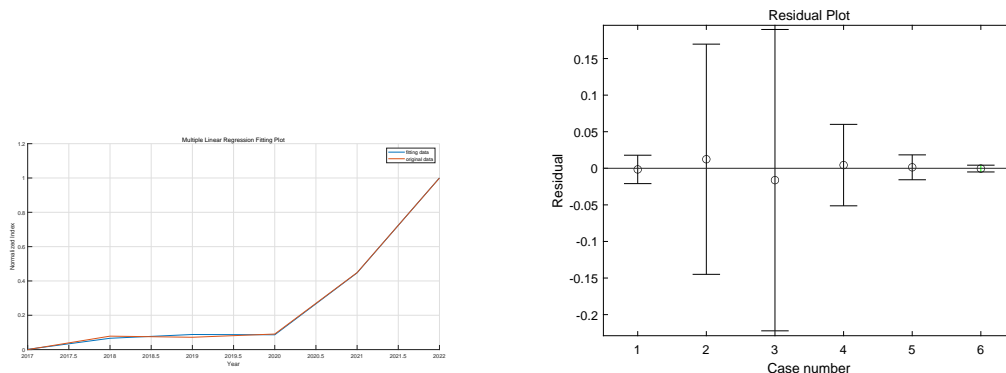 Multiple Linear Regression Fitting Plot
1.2
1
0.8
0.6
0.4
0.2
0
Normalized Index
fitting data
original data
2017 2017.5 2018 2018.5 2019 2019.5 2020 2020.5 2021 2021.5 2022
Year
Residual Plot
0.15
0.1
0.05
0
-0.05
-0.1
-0.15
-0.2
Residual
1 2 3 4 5 6
Case number